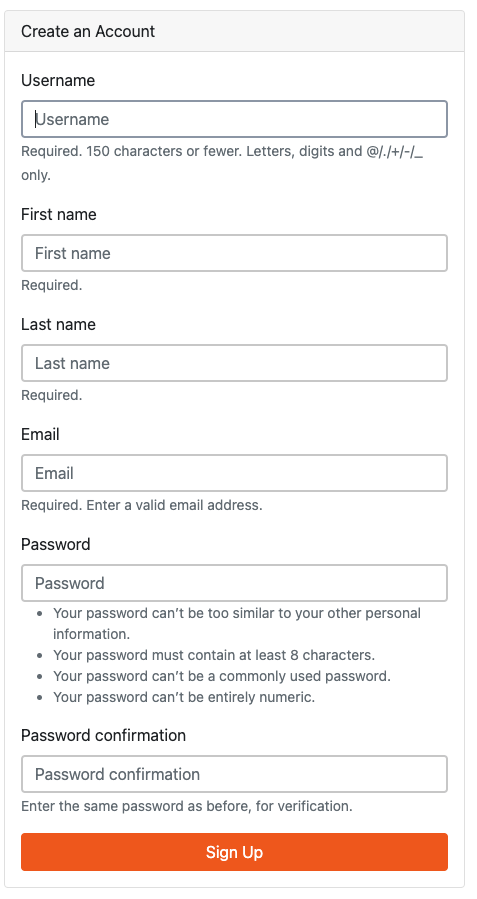 Create an Account
Username
Username
Required. 150 characters or fewer. Letters, digits and @/./+/-/_
only.
First name
First name
Required.
Last name
Last name
Required.
Email
Email
Required. Enter a valid email address.
Password
Password
• Your password can’t be too similar to your other personal
information.
• Your password must contain at least 8 characters.
• Your password can’t be a commonly used password.
• Your password can’t be entirely numeric.
Password confirmation
Password confirmation
Enter the same password as before, for verification.
Sign Up